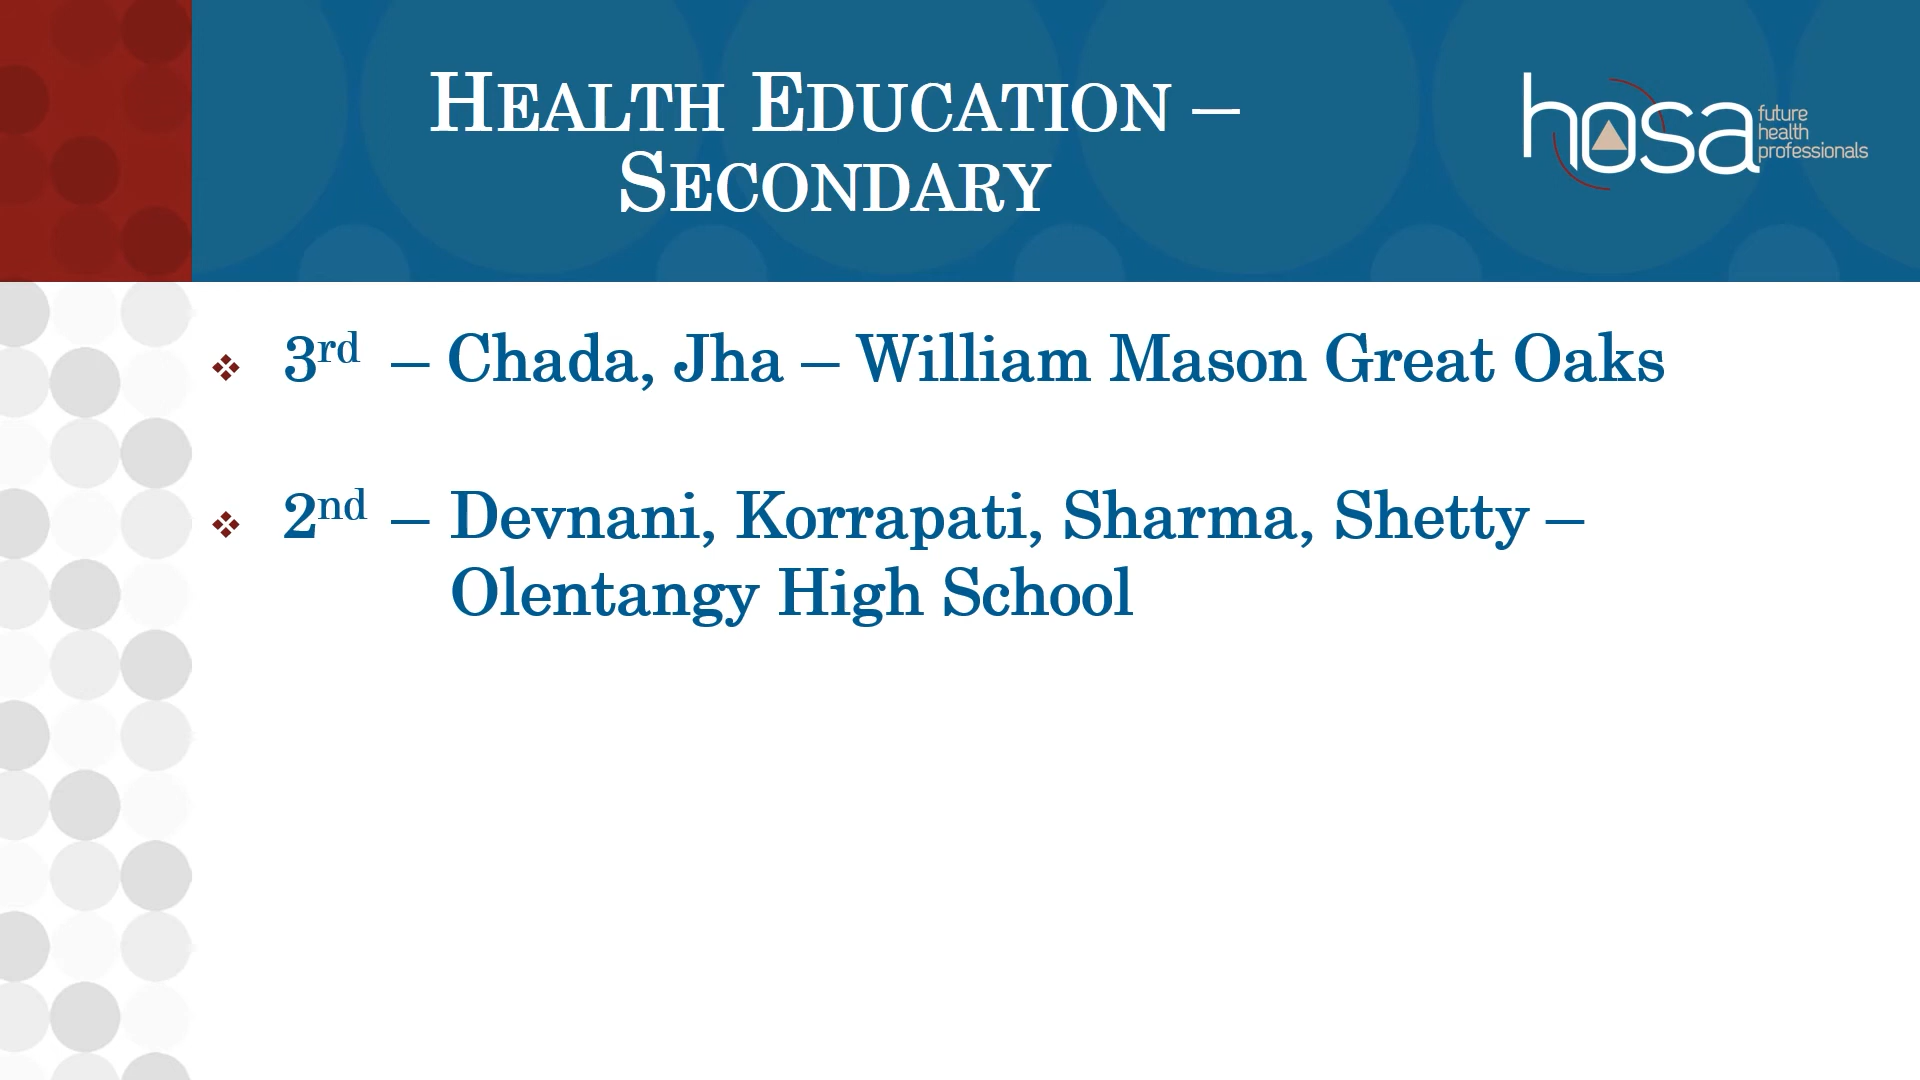 HEALTH EDUCATION –
SECONDARY
hosa
future
health
professionals
3rd – Chada, Jha – William Mason Great Oaks
2nd – Devnani, Korrapati, Sharma, Shetty –
Olentangy High School